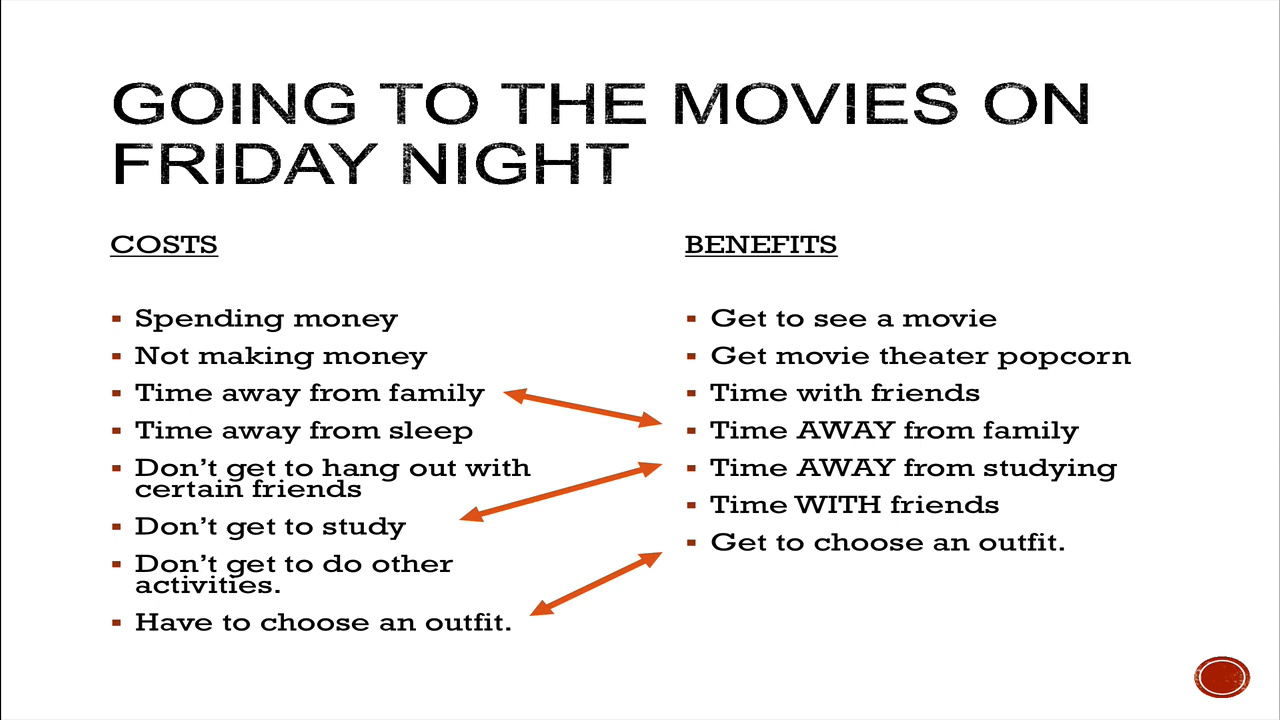 GOING TO THE MOVIES ON
FRIDAY NIGHT
COSTS
Spending money
Not making money
Time away from family
Time away from sleep
Don’t get to hang out with
certain friends
Don’t get to study
Don’t get to do other
activities.
Have to choose an outfit.
BENEFITS
Get to see a movie
Get movie theater popcorn
Time with friends
Time AWAY from family
Time AWAY from studying
Time WITH friends
Get to choose an outfit.